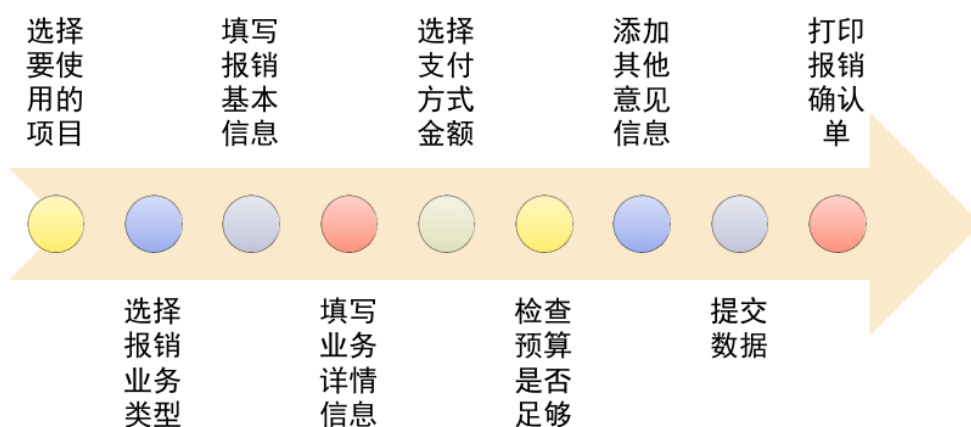 选择
要使
用的
项目
选择
报销
业务
类型
填写
报销
基本
信息
填写
业务
详情
信息
选择
支付
方式
金额
检查
预算
是否
足够
添加
其他
意见
信息
提交
数据
打印
报销
确认
单